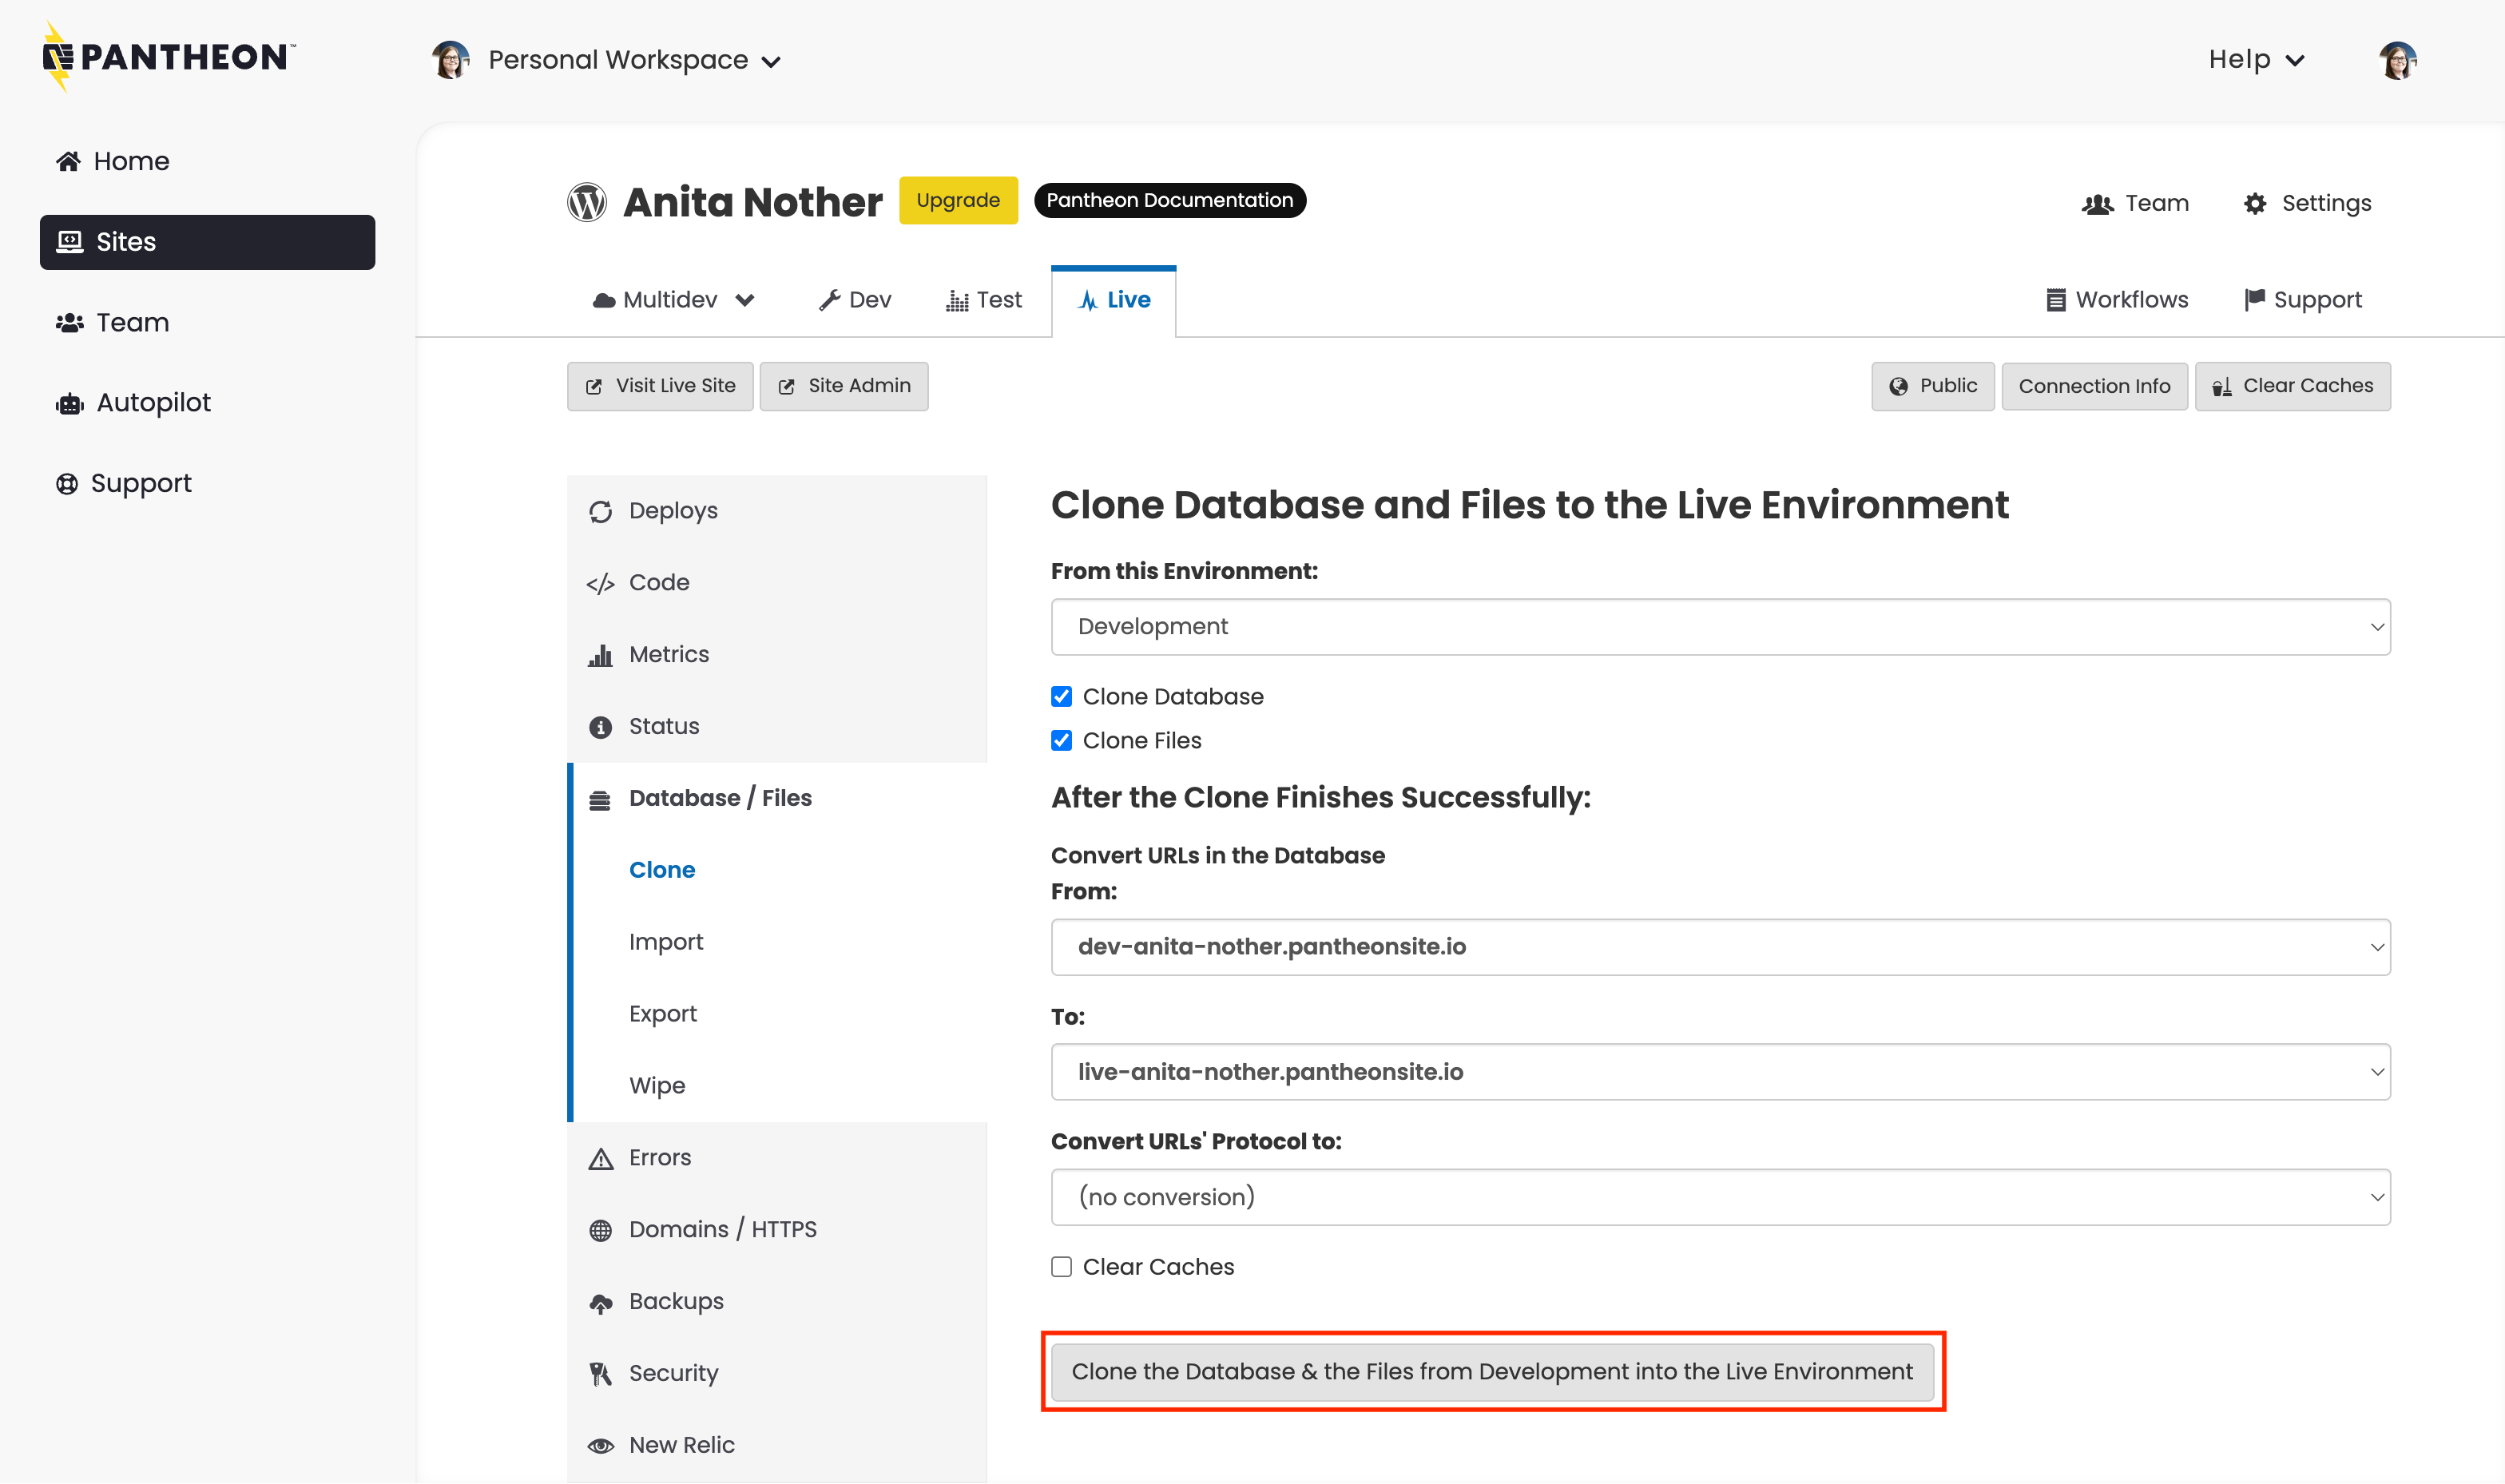 PANTHEON™
Personal Workspace
Help
Home
Sites
Team
Autopilot
Support
Anita Nother
Upgrade
Pantheon Documentation
Team
Settings
Multidev
Dev
Test
Live
Workflows
Support
Visit Live Site
Site Admin
Public
Connection Info
Clear Caches
Deploys
Code
Metrics
Status
Database / Files
Clone
Import
Export
Wipe
Errors
Domains / HTTPS
Backups
Security
New Relic
Clone Database and Files to the Live Environment
From this Environment:
Development
Clone Database
Clone Files
After the Clone Finishes Successfully:
Convert URLs in the Database
From:
dev-anita-nother.pantheonsite.io
To:
live-anita-nother.pantheonsite.io
Convert URLs' Protocol to:
(no conversion)
Clear Caches
Clone the Database & the Files from Development into the Live Environment